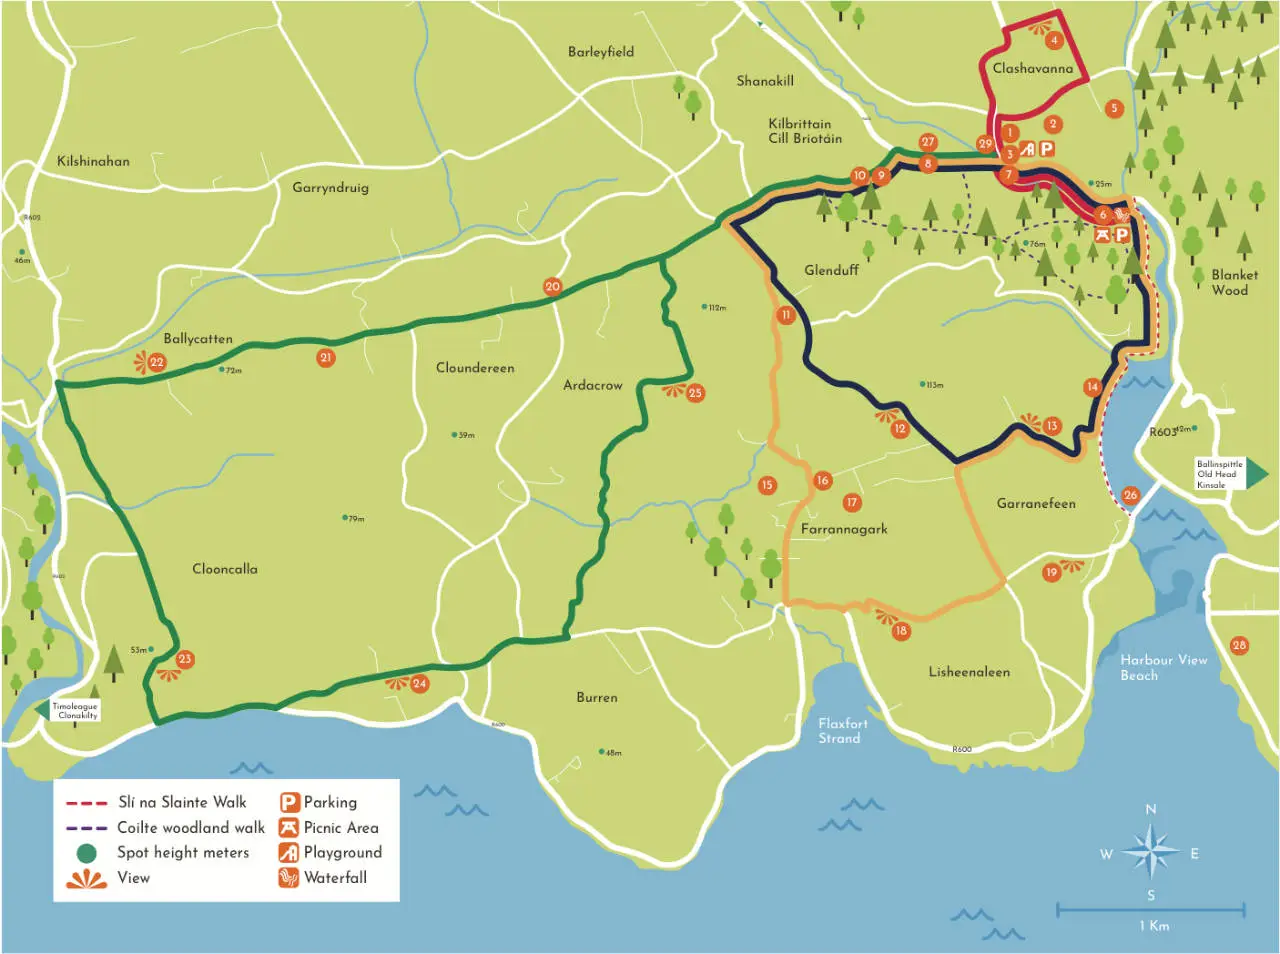 Barleyfield
Shanakill
4
Clashavanna
5
2
1
Kilbrittain
Cill Briotáin
27
29
3
P
8
7
10
9
25m
6
P
Kilshinahan
Garryndruig
R602
46m
76m
Glenduff
Blanket
Wood
20
112m
11
Ballycatten
22
21
72m
Cloundereen
Ardacrow
25
113m
14
12
13
R603
42m
39m
Ballinspittle
Old Head
Kinsale
15
16
17
26
Garranefeen
Farrannagark
79m
Clooncalla
R600
19
18
28
53m
23
24
Lisheenaleen
Harbour View
Beach
Burren
Timoleague
Clonakilty
R600
Flaxfort
Strand
R600
48m
Slí na Slainte Walk
P Parking
Coilte woodland walk
Picnic Area
Spot height meters
Playground
View
Waterfall
N
W
E
S
1 Km